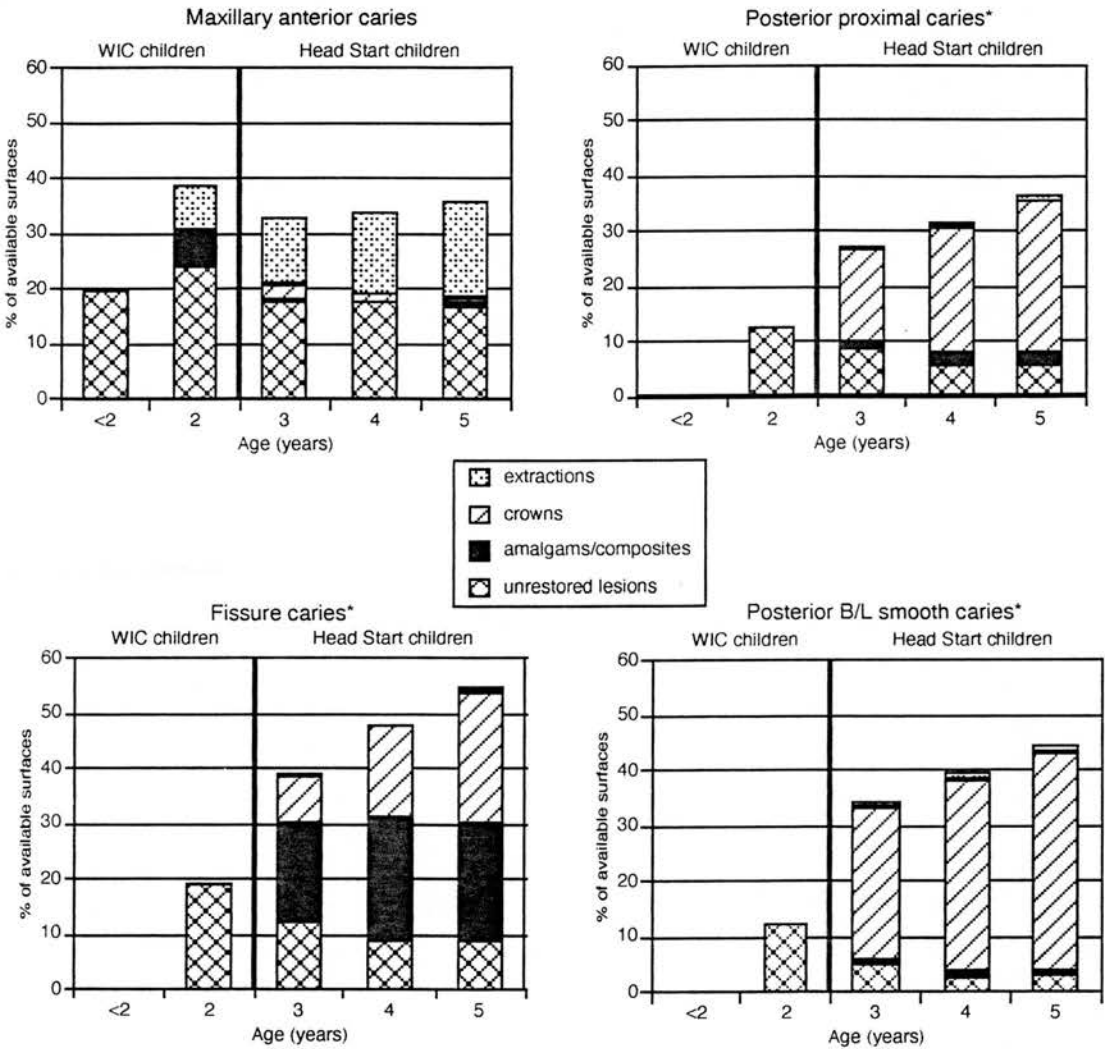 Maxillary anterior caries
WIC children Head Start children
60
50
40
30
20
10
0
% of available surfaces
<2 2 3 4 5
Age (years)
Posterior proximal caries*
WIC children Head Start children
60
50
40
30
20
10
0
% of available surfaces
<2 2 3 4 5
Age (years)
extractions
crowns
amalgams/composites
unrestored lesions
Fissure caries*
WIC children Head Start children
60
50
40
30
20
10
0
% of available surfaces
<2 2 3 4 5
Age (years)
Posterior B/L smooth caries*
WIC children Head Start children
60
50
40
30
20
10
0
% of available surfaces
<2 2 3 4 5
Age (years)